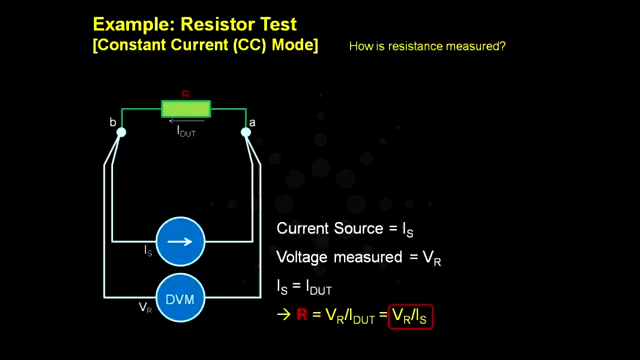 Example: Resistor Test
[Constant Current (CC) Mode]
How is resistance measured?
R
b
a
I_DUT
I_S
V_R
DVM
Current Source = I_S
Voltage measured = V_R
I_S = I_DUT
→ R = V_R/I_DUT = V_R/I_S